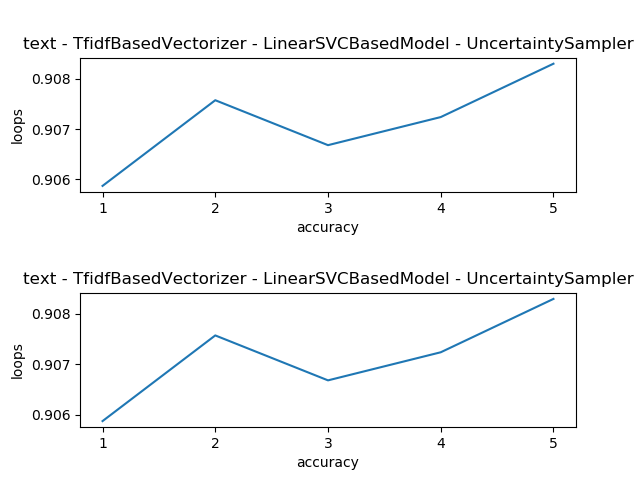 text - TfidfBasedVectorizer - LinearSVCBasedModel - UncertaintySampler
0.908
0.907
0.906
loops
1 2 3 4 5
accuracy
text - TfidfBasedVectorizer - LinearSVCBasedModel - UncertaintySampler
0.908
0.907
0.906
loops
1 2 3 4 5
accuracy